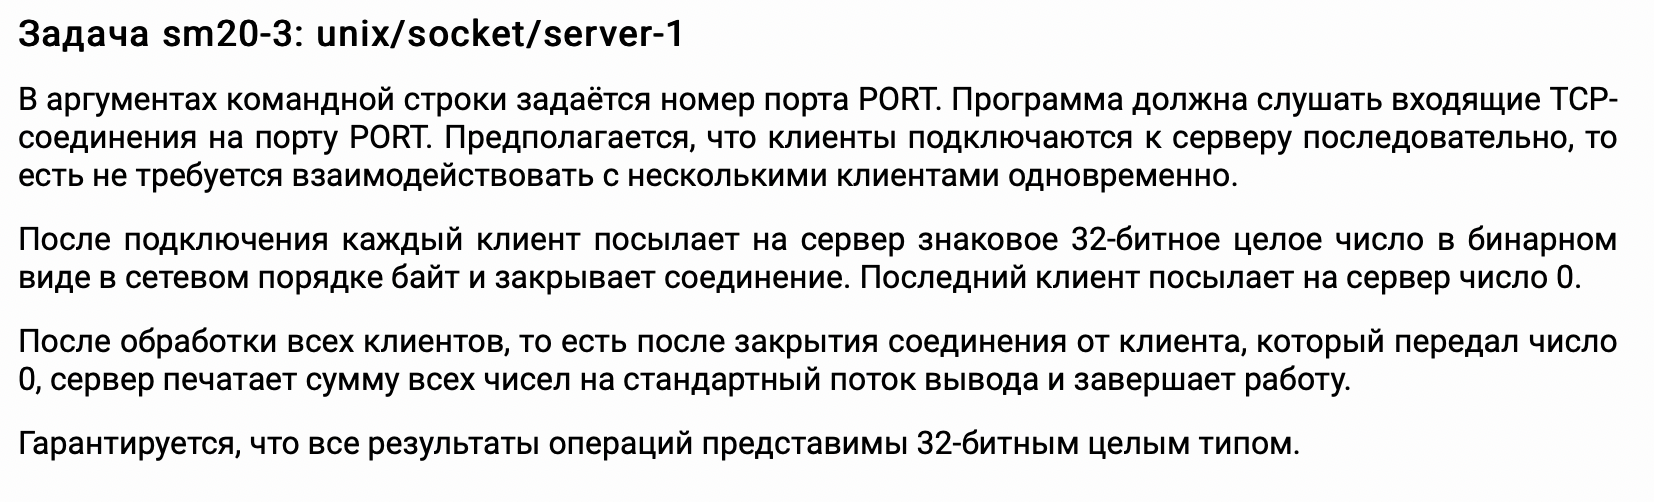 Задача sm20-3: unix/socket/server-1
В аргументах командной строки задаётся номер порта PORT. Программа должна слушать входящие TCP-
соединения на порту PORT. Предполагается, что клиенты подключаются к серверу последовательно, то
есть не требуется взаимодействовать с несколькими клиентами одновременно.
После подключения каждый клиент посылает на сервер знаковое 32-битное целое число в бинарном
виде в сетевом порядке байт и закрывает соединение. Последний клиент посылает на сервер число 0.
После обработки всех клиентов, то есть после закрытия соединения от клиента, который передал число
0, сервер печатает сумму всех чисел на стандартный поток вывода и завершает работу.
Гарантируется, что все результаты операций представимы 32-битным целым типом.